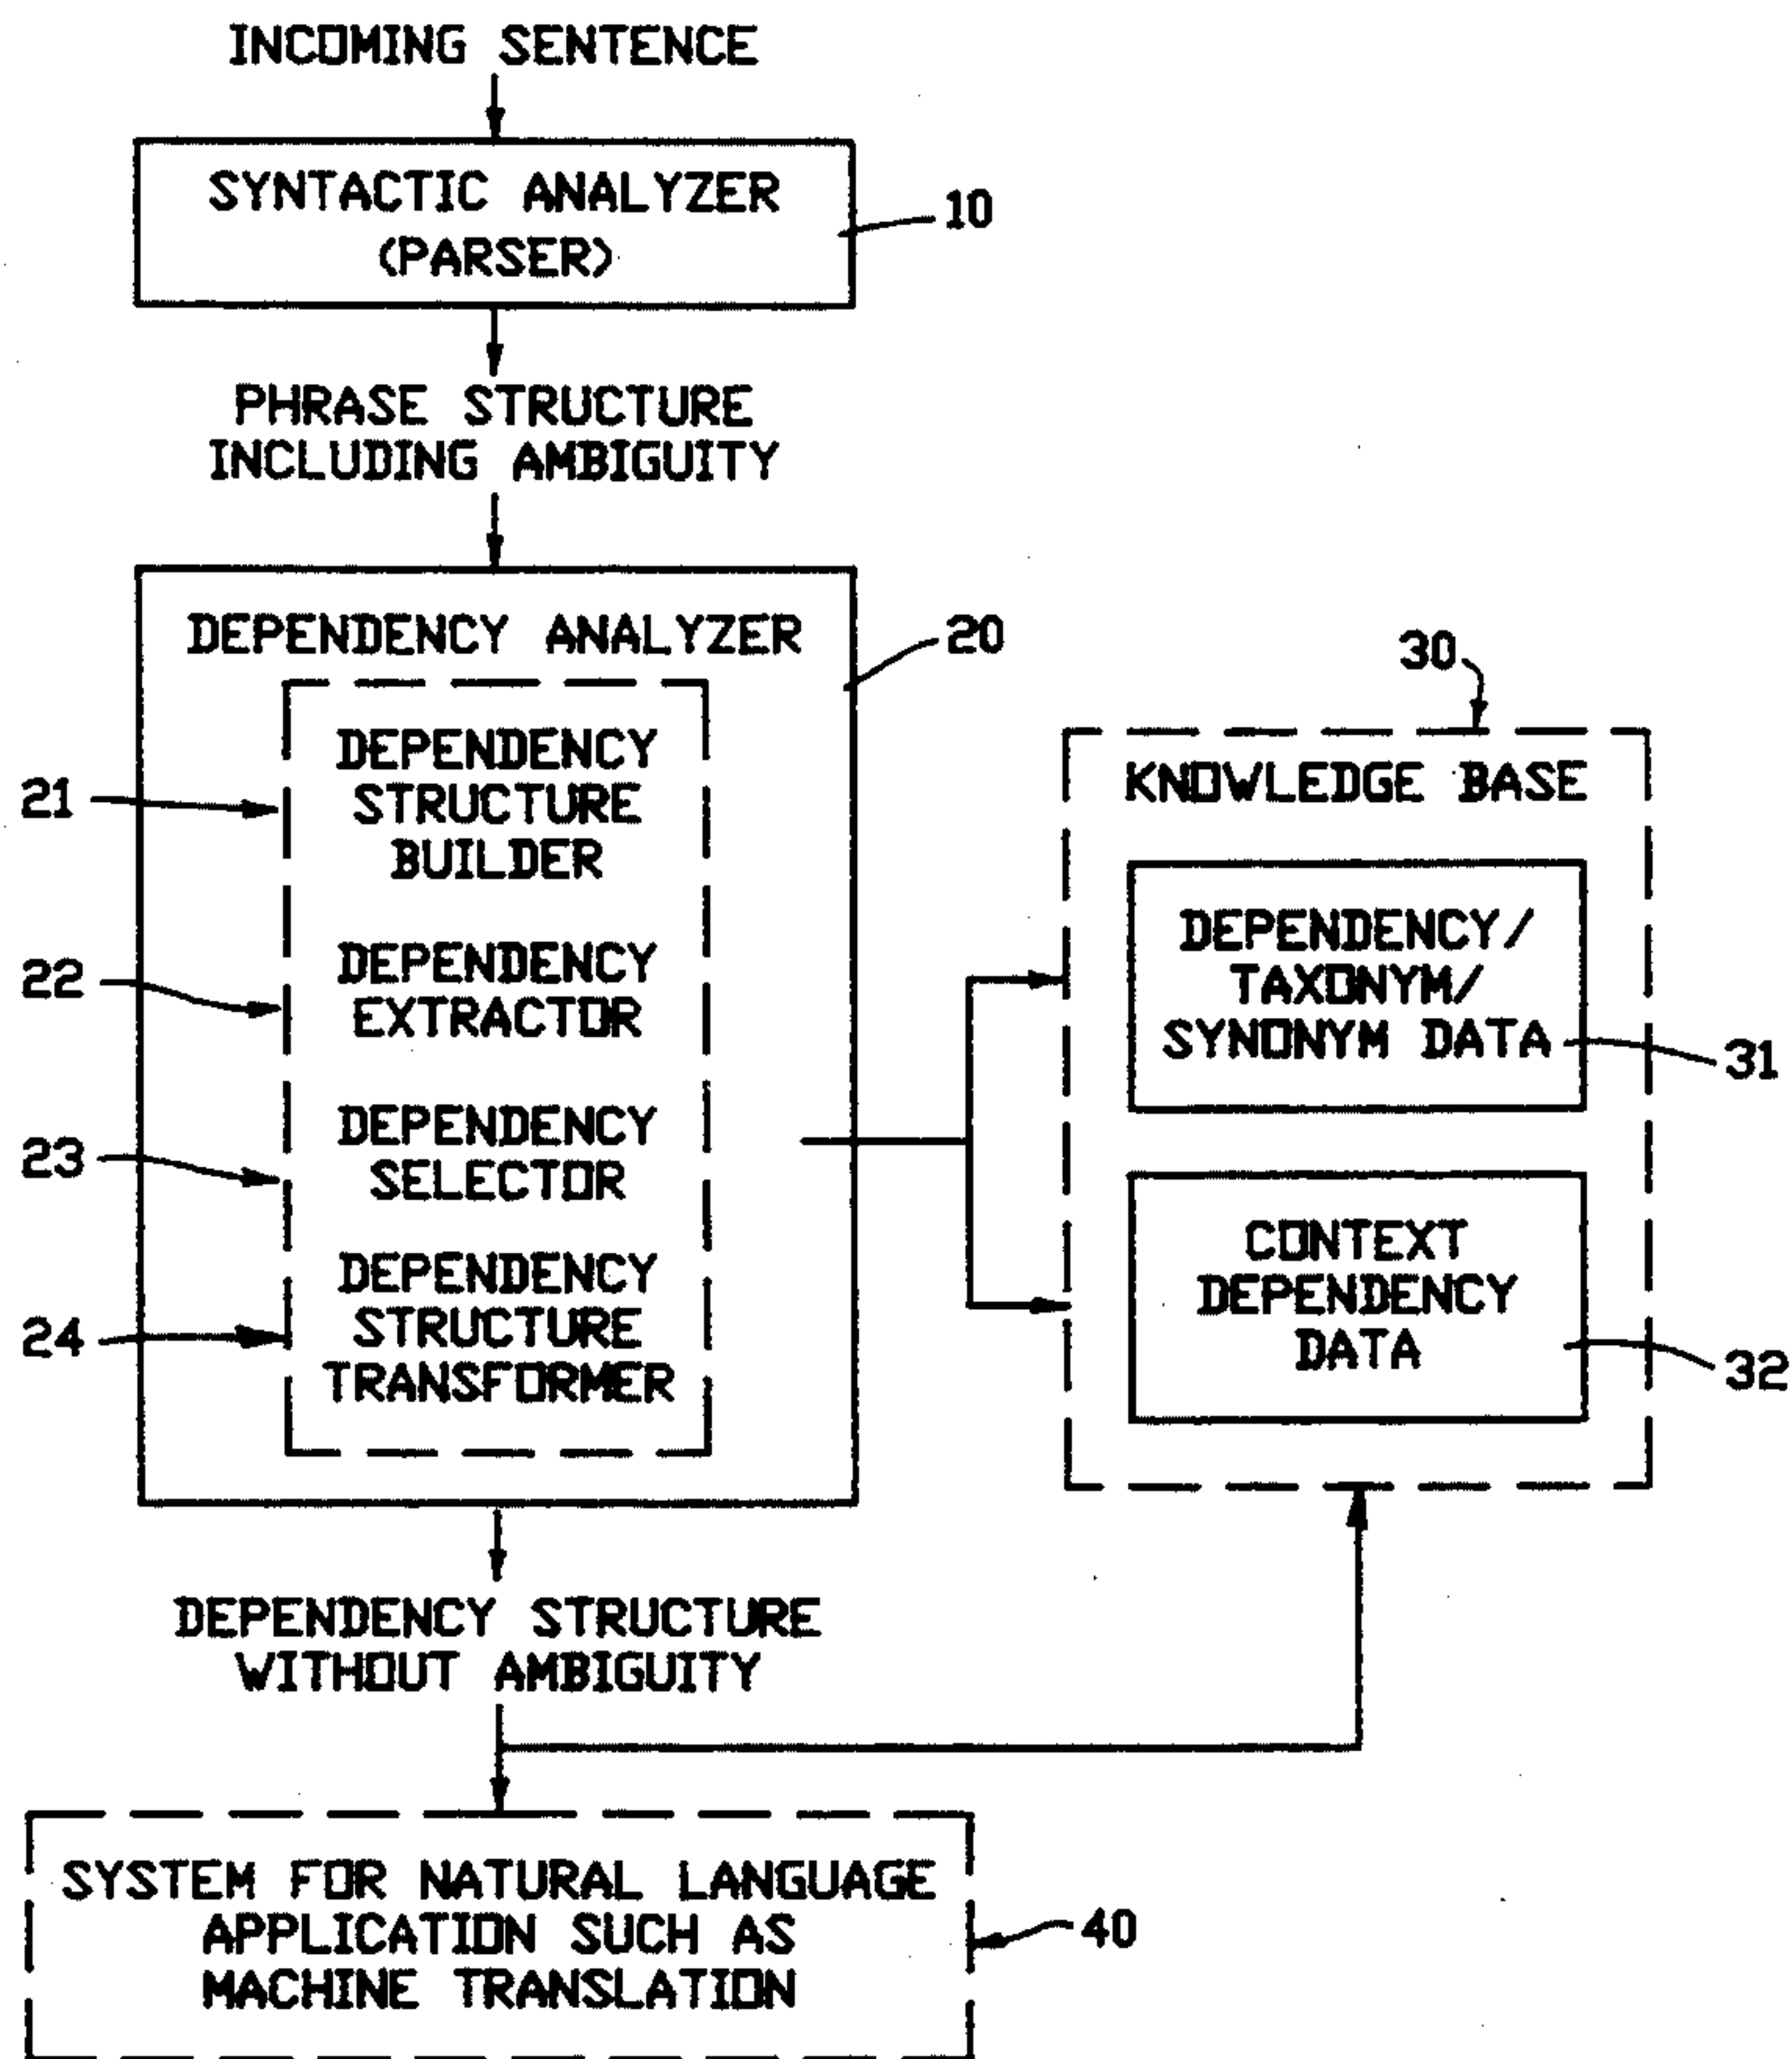 INCOMING SENTENCE
SYNTACTIC ANALYZER
(PARSER)
10
PHRASE STRUCTURE
INCLUDING AMBIGUITY
DEPENDENCY ANALYZER
20
DEPENDENCY
STRUCTURE
BUILDER
21
DEPENDENCY
EXTRACTOR
22
DEPENDENCY
SELECTOR
23
DEPENDENCY
STRUCTURE
TRANSFORMER
24
30
KNOWLEDGE BASE
DEPENDENCY/
TAXONYM/
SYNONYM DATA
31
CONTEXT
DEPENDENCY
DATA
32
DEPENDENCY STRUCTURE
WITHOUT AMBIGUITY
SYSTEM FOR NATURAL LANGUAGE
APPLICATION SUCH AS
MACHINE TRANSLATION
40